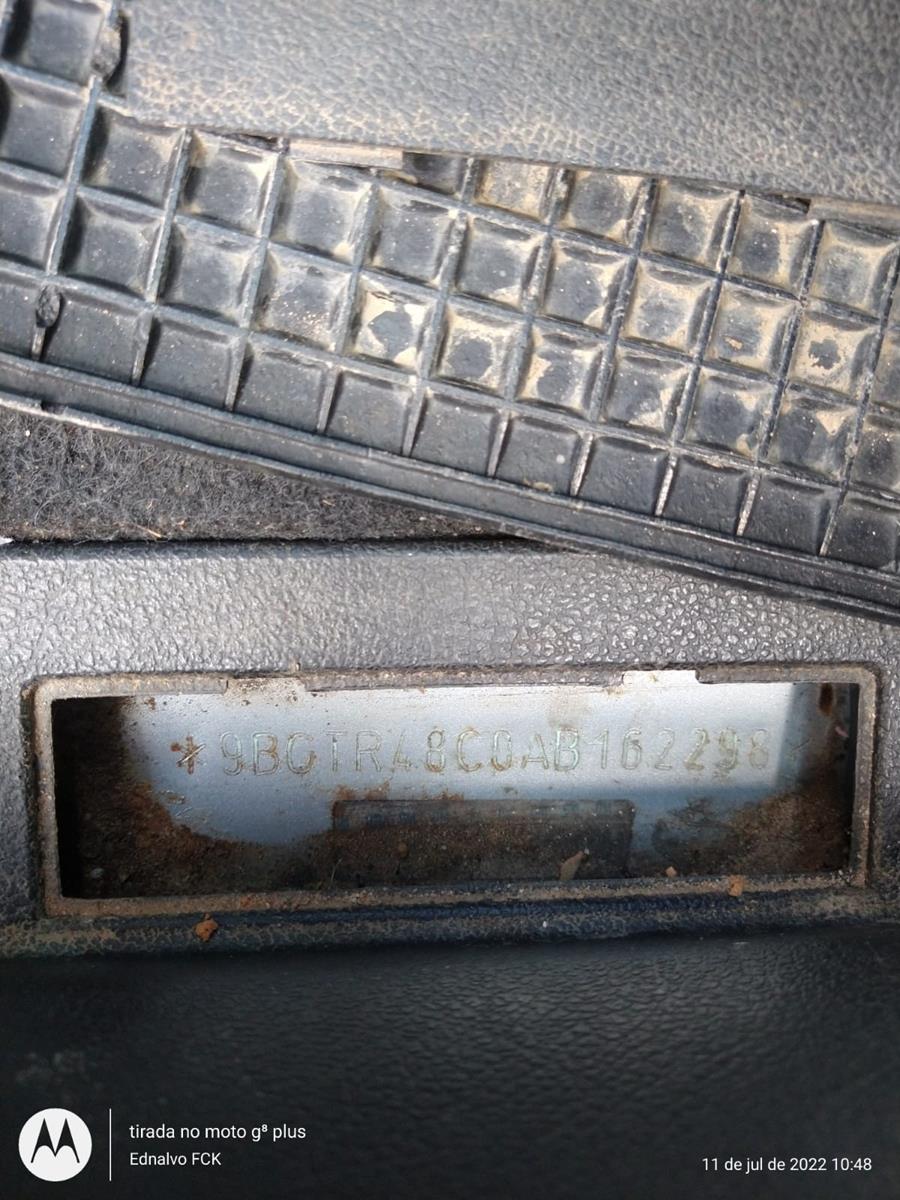 *9BGTR48C0AB162298*
tirada no moto g⁸ plus
Ednalvo FCK
11 de jul de 2022 10:48